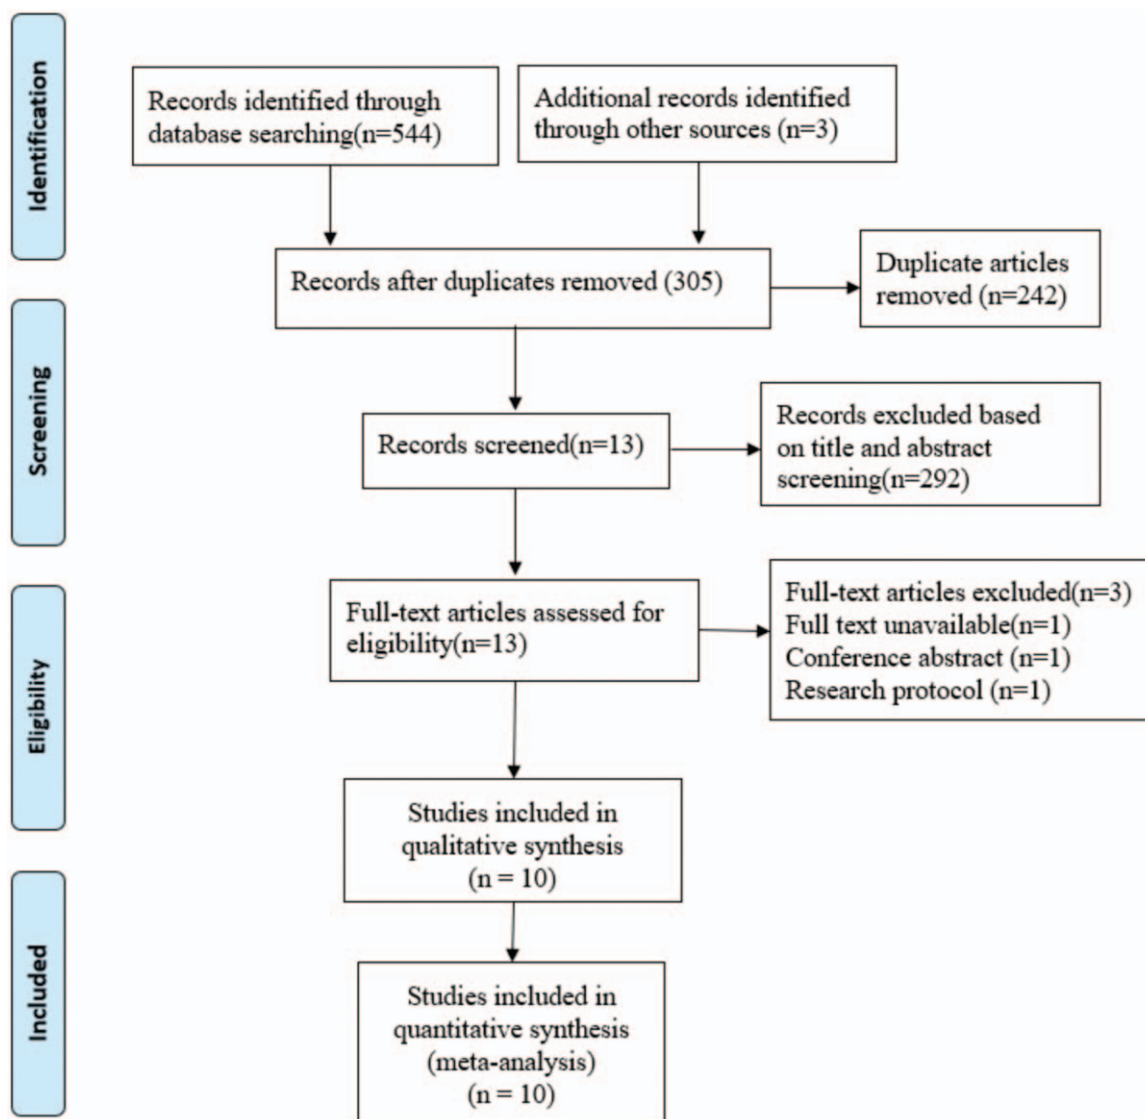 Identification
Records identified through
database searching(n=544)
Additional records identified
through other sources (n=3)
Records after duplicates removed (305)
Duplicate articles
removed (n=242)
Screening
Records screened(n=13)
Records excluded based
on title and abstract
screening(n=292)
Eligibility
Full-text articles assessed for
eligibility(n=13)
Full-text articles excluded(n=3)
Full text unavailable(n=1)
Conference abstract (n=1)
Research protocol (n=1)
Studies included in
qualitative synthesis
(n = 10)
Included
Studies included in
quantitative synthesis
(meta-analysis)
(n = 10)